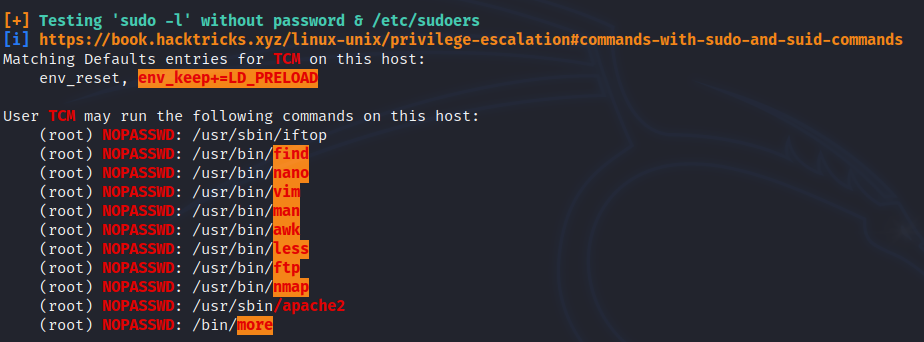 [+] Testing 'sudo -l' without password & /etc/sudoers
[i] https://book.hacktricks.xyz/linux-unix/privilege-escalation#commands-with-sudo-and-suid-commands
Matching Defaults entries for TCM on this host:
    env_reset, env_keep+=LD_PRELOAD

User TCM may run the following commands on this host:
    (root) NOPASSWD: /usr/sbin/iftop
    (root) NOPASSWD: /usr/bin/find
    (root) NOPASSWD: /usr/bin/nano
    (root) NOPASSWD: /usr/bin/vim
    (root) NOPASSWD: /usr/bin/man
    (root) NOPASSWD: /usr/bin/awk
    (root) NOPASSWD: /usr/bin/less
    (root) NOPASSWD: /usr/bin/ftp
    (root) NOPASSWD: /usr/bin/nmap
    (root) NOPASSWD: /usr/sbin/apache2
    (root) NOPASSWD: /bin/more